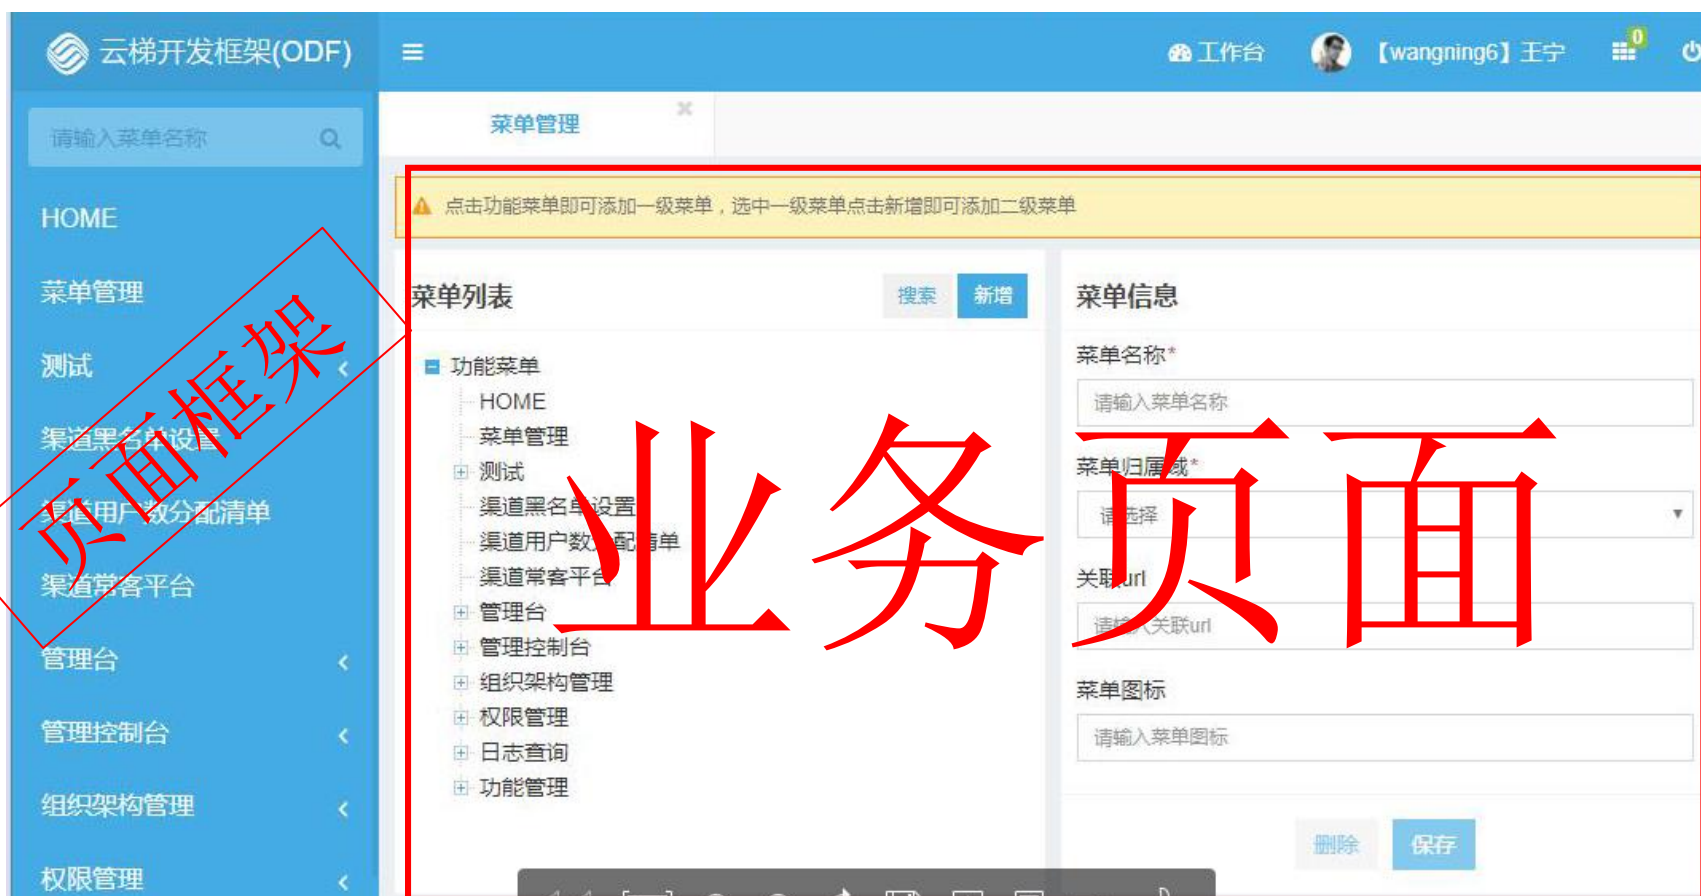 云梯开发框架(ODF)
工作台
【wangning6】王宁
0
请输入菜单名称
菜单管理
HOME
菜单管理
测试
渠道黑名单设置
渠道用户数分配清单
渠道常客平台
管理台
管理控制台
组织架构管理
权限管理
页面框架
点击功能菜单即可添加一级菜单，选中一级菜单点击新增即可添加二级菜单
菜单列表
搜索
新增
功能菜单
HOME
菜单管理
测试
渠道黑名单设置
渠道用户数分配清单
渠道常客平台
管理台
管理控制台
组织架构管理
权限管理
日志查询
功能管理
业务页面
菜单信息
菜单名称*
请输入菜单名称
菜单归属域*
请选择
关联url
请输入关联url
菜单图标
请输入菜单图标
删除
保存